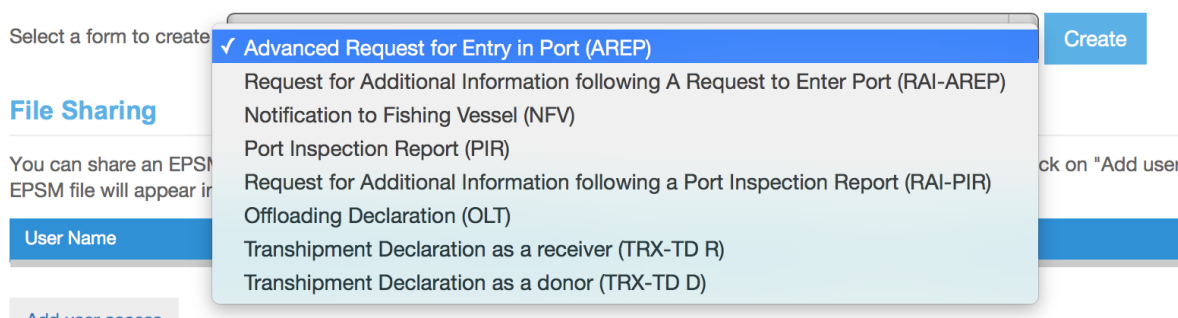 Select a form to create
✓ Advanced Request for Entry in Port (AREP)
Create
Request for Additional Information following A Request to Enter Port (RAI-AREP)
Notification to Fishing Vessel (NFV)
Port Inspection Report (PIR)
Request for Additional Information following a Port Inspection Report (RAI-PIR)
Offloading Declaration (OLT)
Transhipment Declaration as a receiver (TRX-TD R)
Transhipment Declaration as a donor (TRX-TD D)
File Sharing
You can share an EPSM
ck on "Add user
EPSM file will appear in
User Name
Add user access